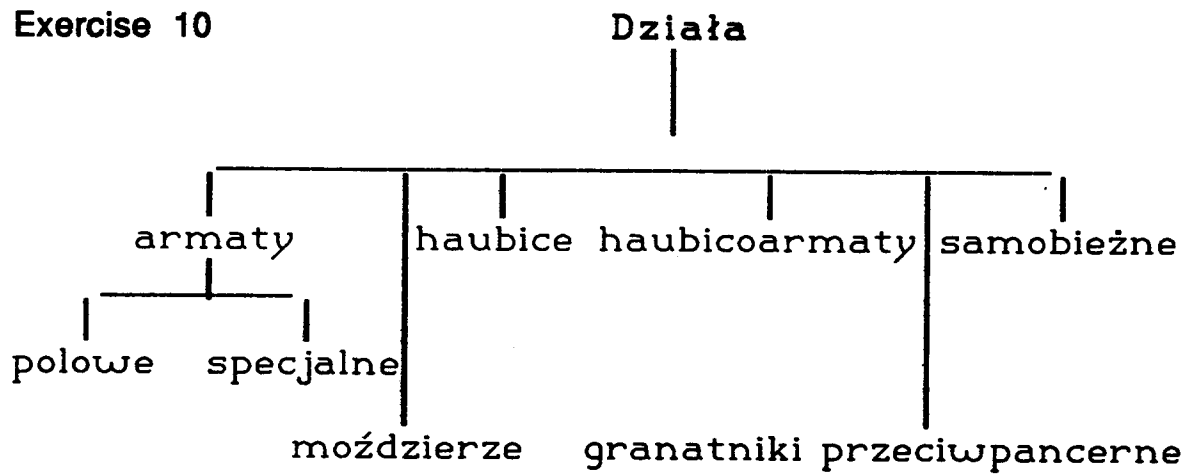 Exercise 10
Działa
armaty haubice haubicoarmaty samobieżne
polowe specjalne
moździerze granatniki przeciwpancerne